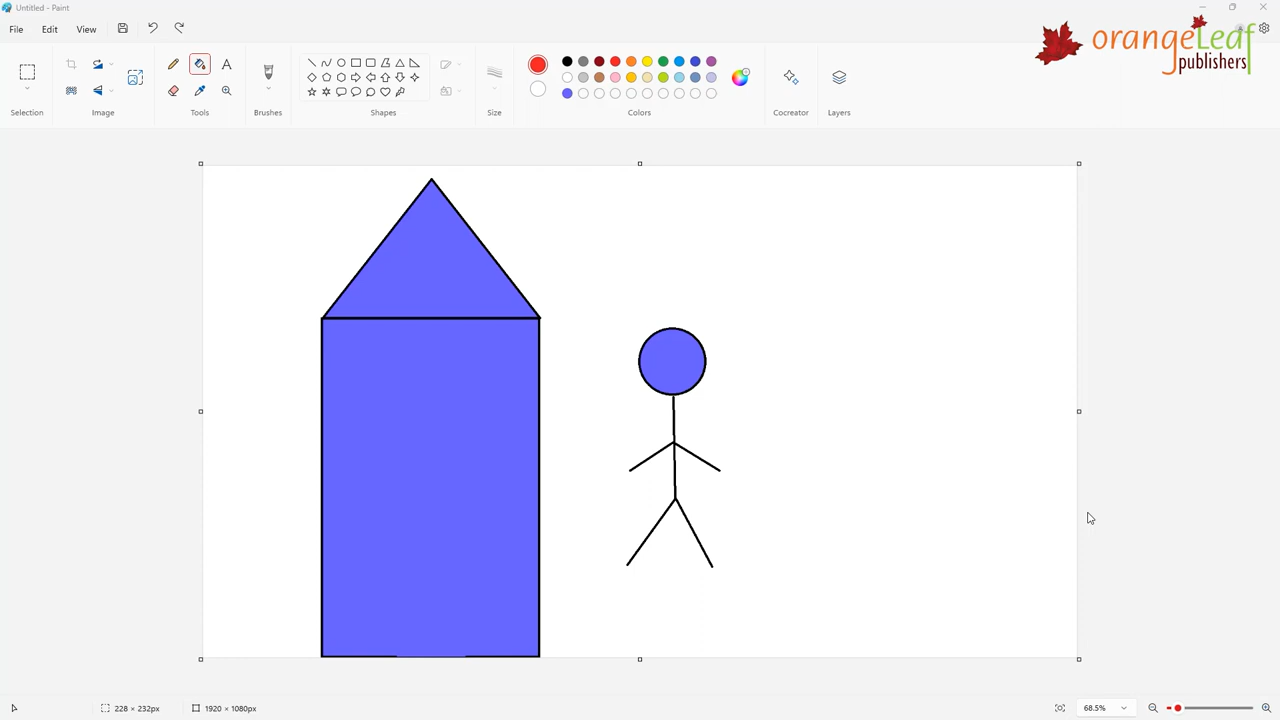 Untitled - Paint
File Edit View
orangeLeaf
publishers
A
Selection Image Tools Brushes Shapes Size Colors Cocreator Layers
228 × 232px 1920 × 1080px 68.5%